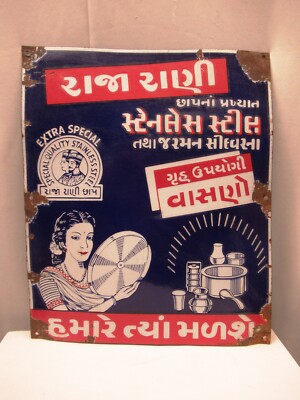 રાજા રાણી
છાપનાં પ્રખ્યાત
સ્ટેનલેસ સ્ટીલ
તથા જરમન સીલ્વરના
EXTRA SPECIAL
SPECIAL QUALITY STAINLESS STEEL
રાજા રાણી છાપ
ગૃહ ઉપયોગી
વાસણો
હમારે ત્યાં મળશે